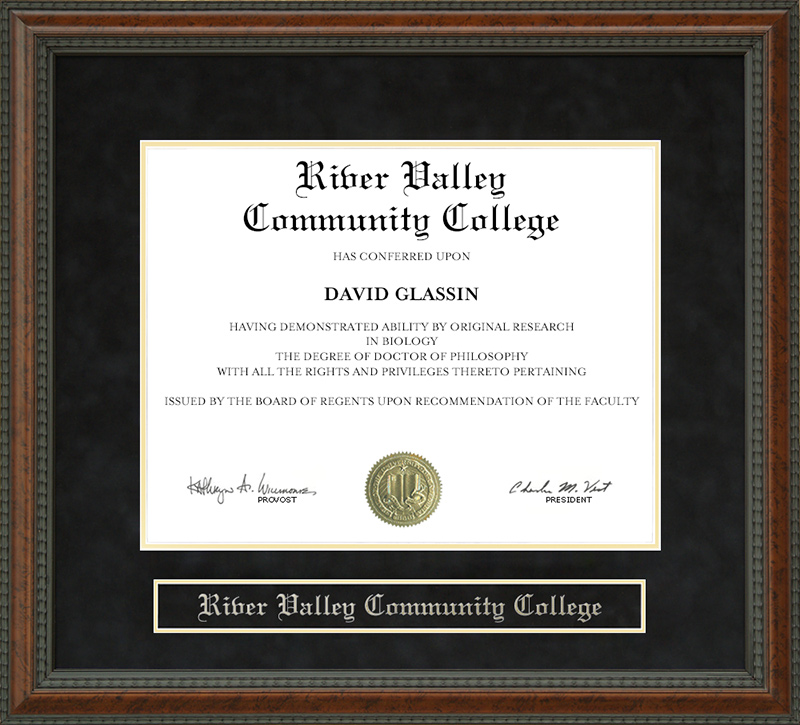 River Valley
Community College
HAS CONFERRED UPON
DAVID GLASSIN
HAVING DEMONSTRATED ABILITY BY ORIGINAL RESEARCH
IN BIOLOGY
THE DEGREE OF DOCTOR OF PHILOSOPHY
WITH ALL THE RIGHTS AND PRIVILEGES THERETO PERTAINING
ISSUED BY THE BOARD OF REGENTS UPON RECOMMENDATION OF THE FACULTY
PROVOST
Charles M. Vest
PRESIDENT
River Valley Community College